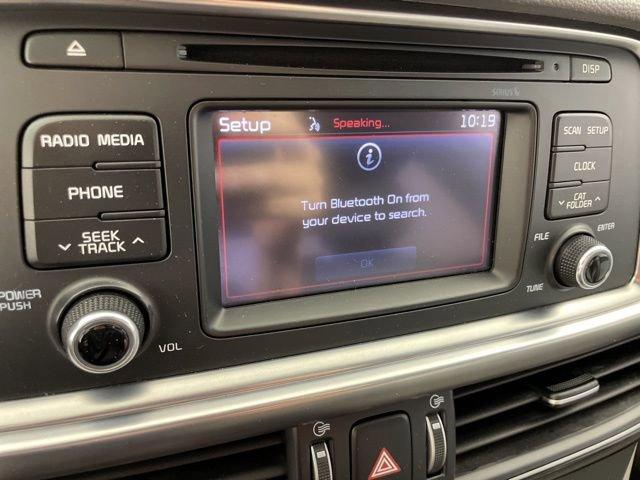 DISP
SIRIUS
Setup Speaking... 10:19
Turn Bluetooth On from
your device to search.
OK
RADIO MEDIA
PHONE
SEEK
TRACK
POWER
PUSH
VOL
SCAN SETUP
CLOCK
CAT
FOLDER
FILE
ENTER
TUNE